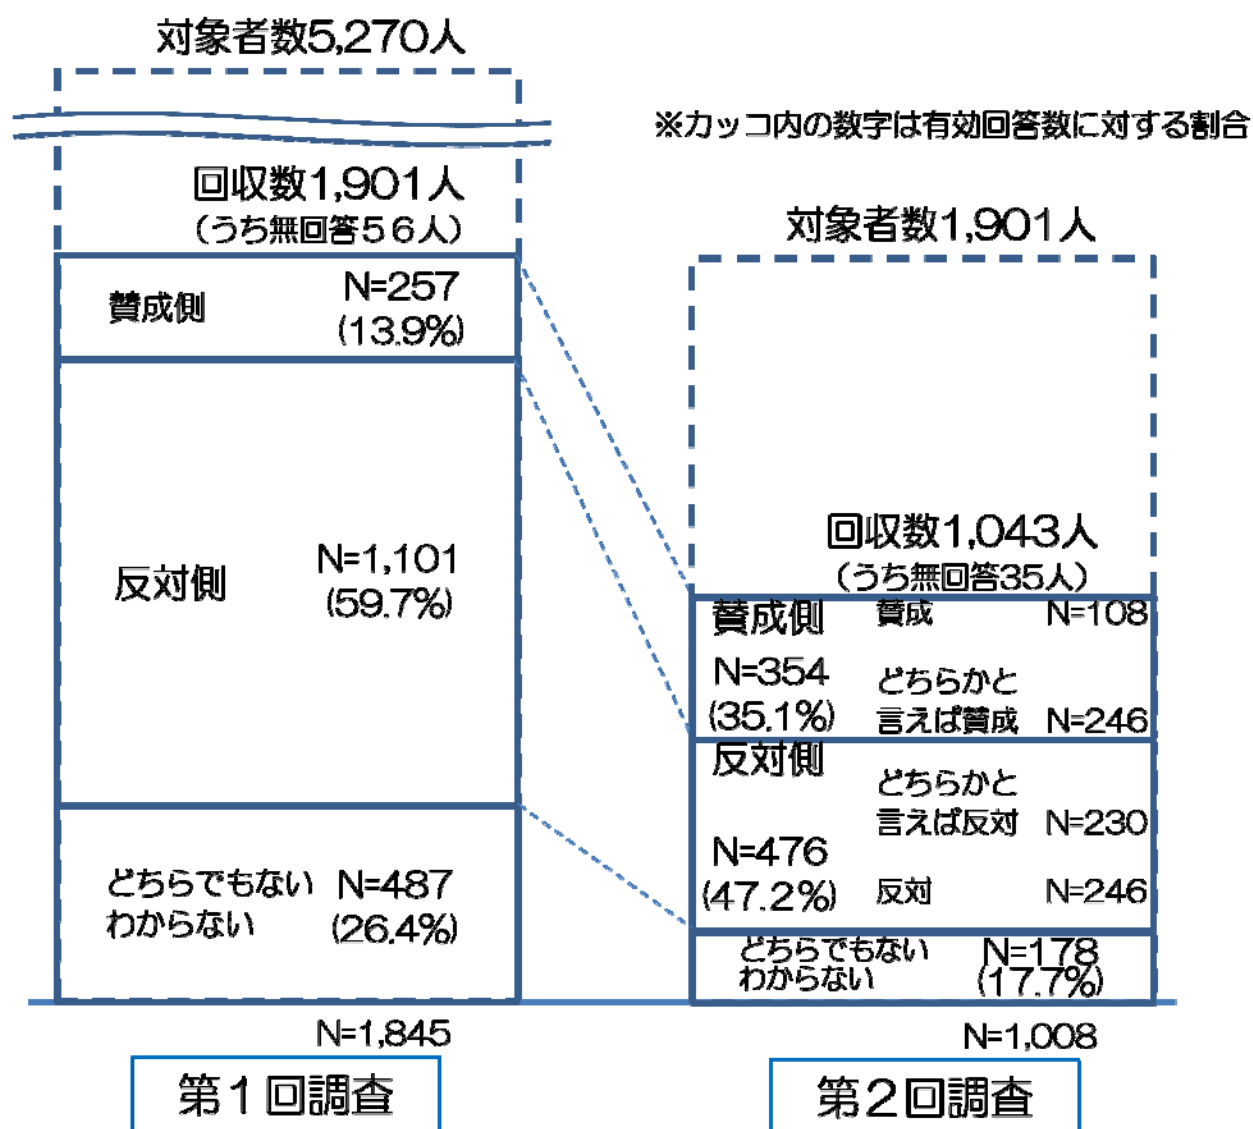 対象者数5,270人
※カッコ内の数字は有効回答数に対する割合
回収数1,901人
（うち無回答５６人）
賛成側
N=257
(13.9%)
反対側
N=1,101
(59.7%)
どちらでもない
わからない
N=487
(26.4%)
N=1,845
第１回調査
対象者数1,901人
回収数1,043人
（うち無回答35人）
賛成側
N=354
(35.1%)
賛成 N=108
どちらかと
言えば賛成 N=246
反対側
N=476
(47.2%)
どちらかと
言えば反対 N=230
反対 N=246
どちらでもない
わからない
N=178
(17.7%)
N=1,008
第２回調査